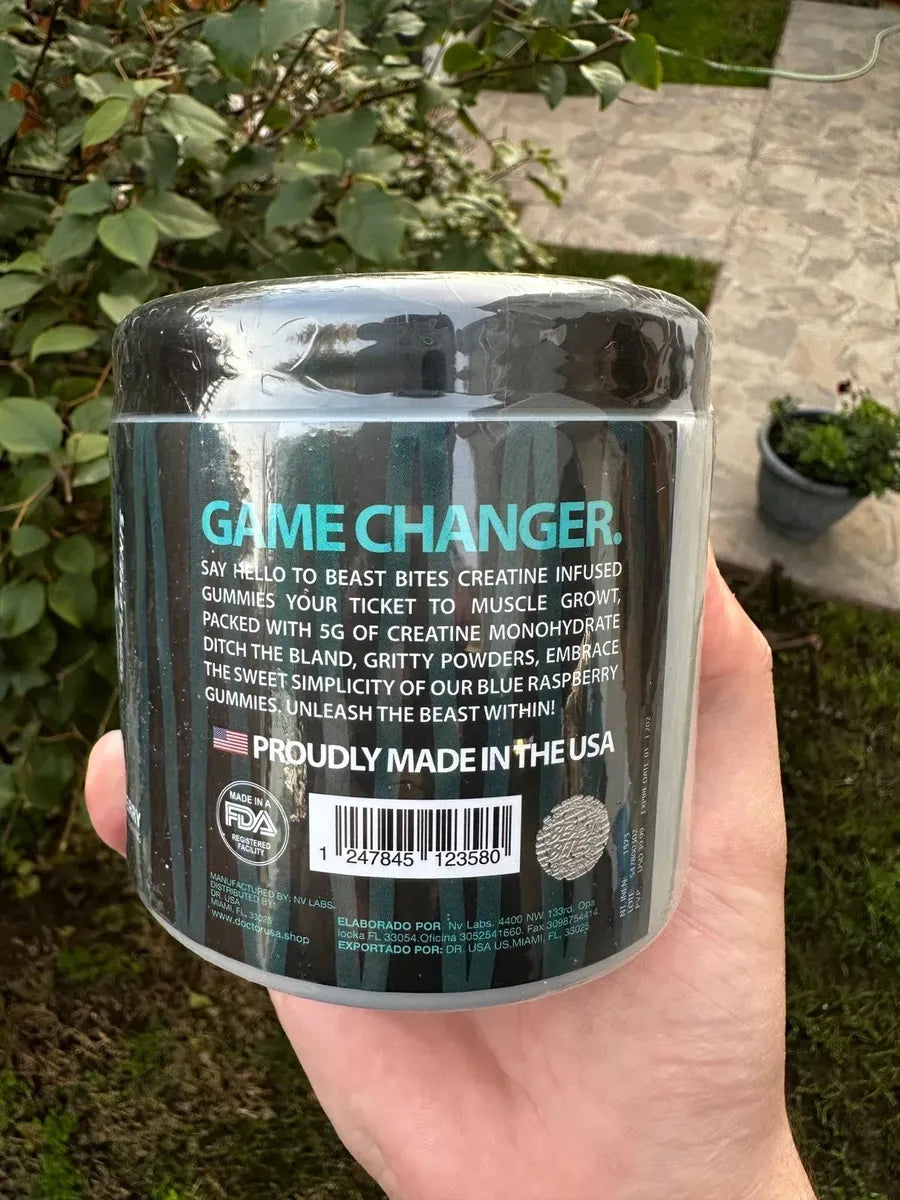 GAME CHANGER.
SAY HELLO TO BEAST BITES CREATINE INFUSED
GUMMIES YOUR TICKET TO MUSCLE GROWT,
PACKED WITH 5G OF CREATINE MONOHYDRATE
DITCH THE BLAND, GRITTY POWDERS, EMBRACE
THE SWEET SIMPLICITY OF OUR BLUE RASPBERRY
GUMMIES. UNLEASH THE BEAST WITHIN!
PROUDLY MADE IN THE USA
MADE IN A
FDA
REGISTERED
FACILITY
1 247845 123580
MANUFACTURED BY: NV LABS.
DISTRIBUTED BY:
DR. USA
MIAMI, FL. 33025
www.doctorusa.shop
ELABORADO POR Nv Labs. 4400 NW 133rd. Opa
locka FL 33054.Oficina 3052541660. Fax 3098754414.
EXPORTADO POR: DR. USA US.MIAMI, FL. 33025